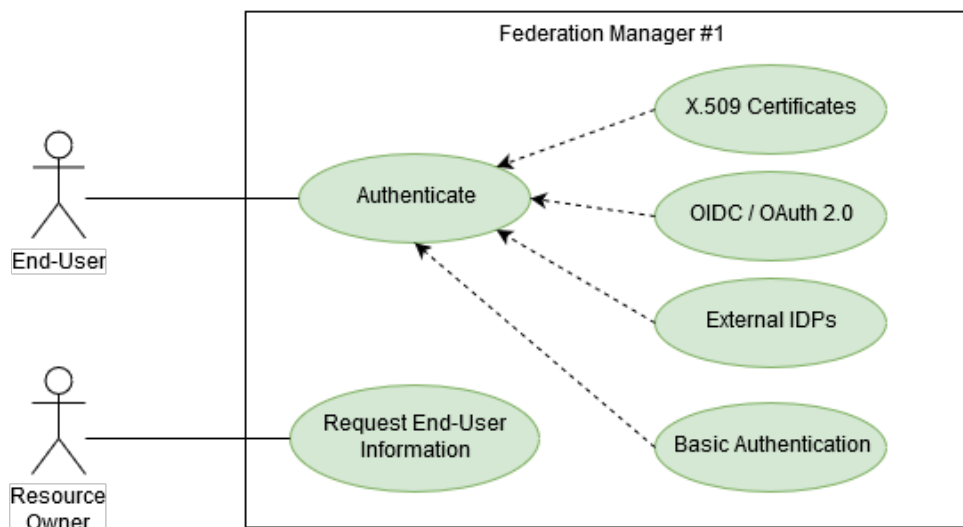 Federation Manager #1
X.509 Certificates
Authenticate
OIDC / OAuth 2.0
End-User
External IDPs
Request End-User
Information
Basic Authentication
Resource
Owner